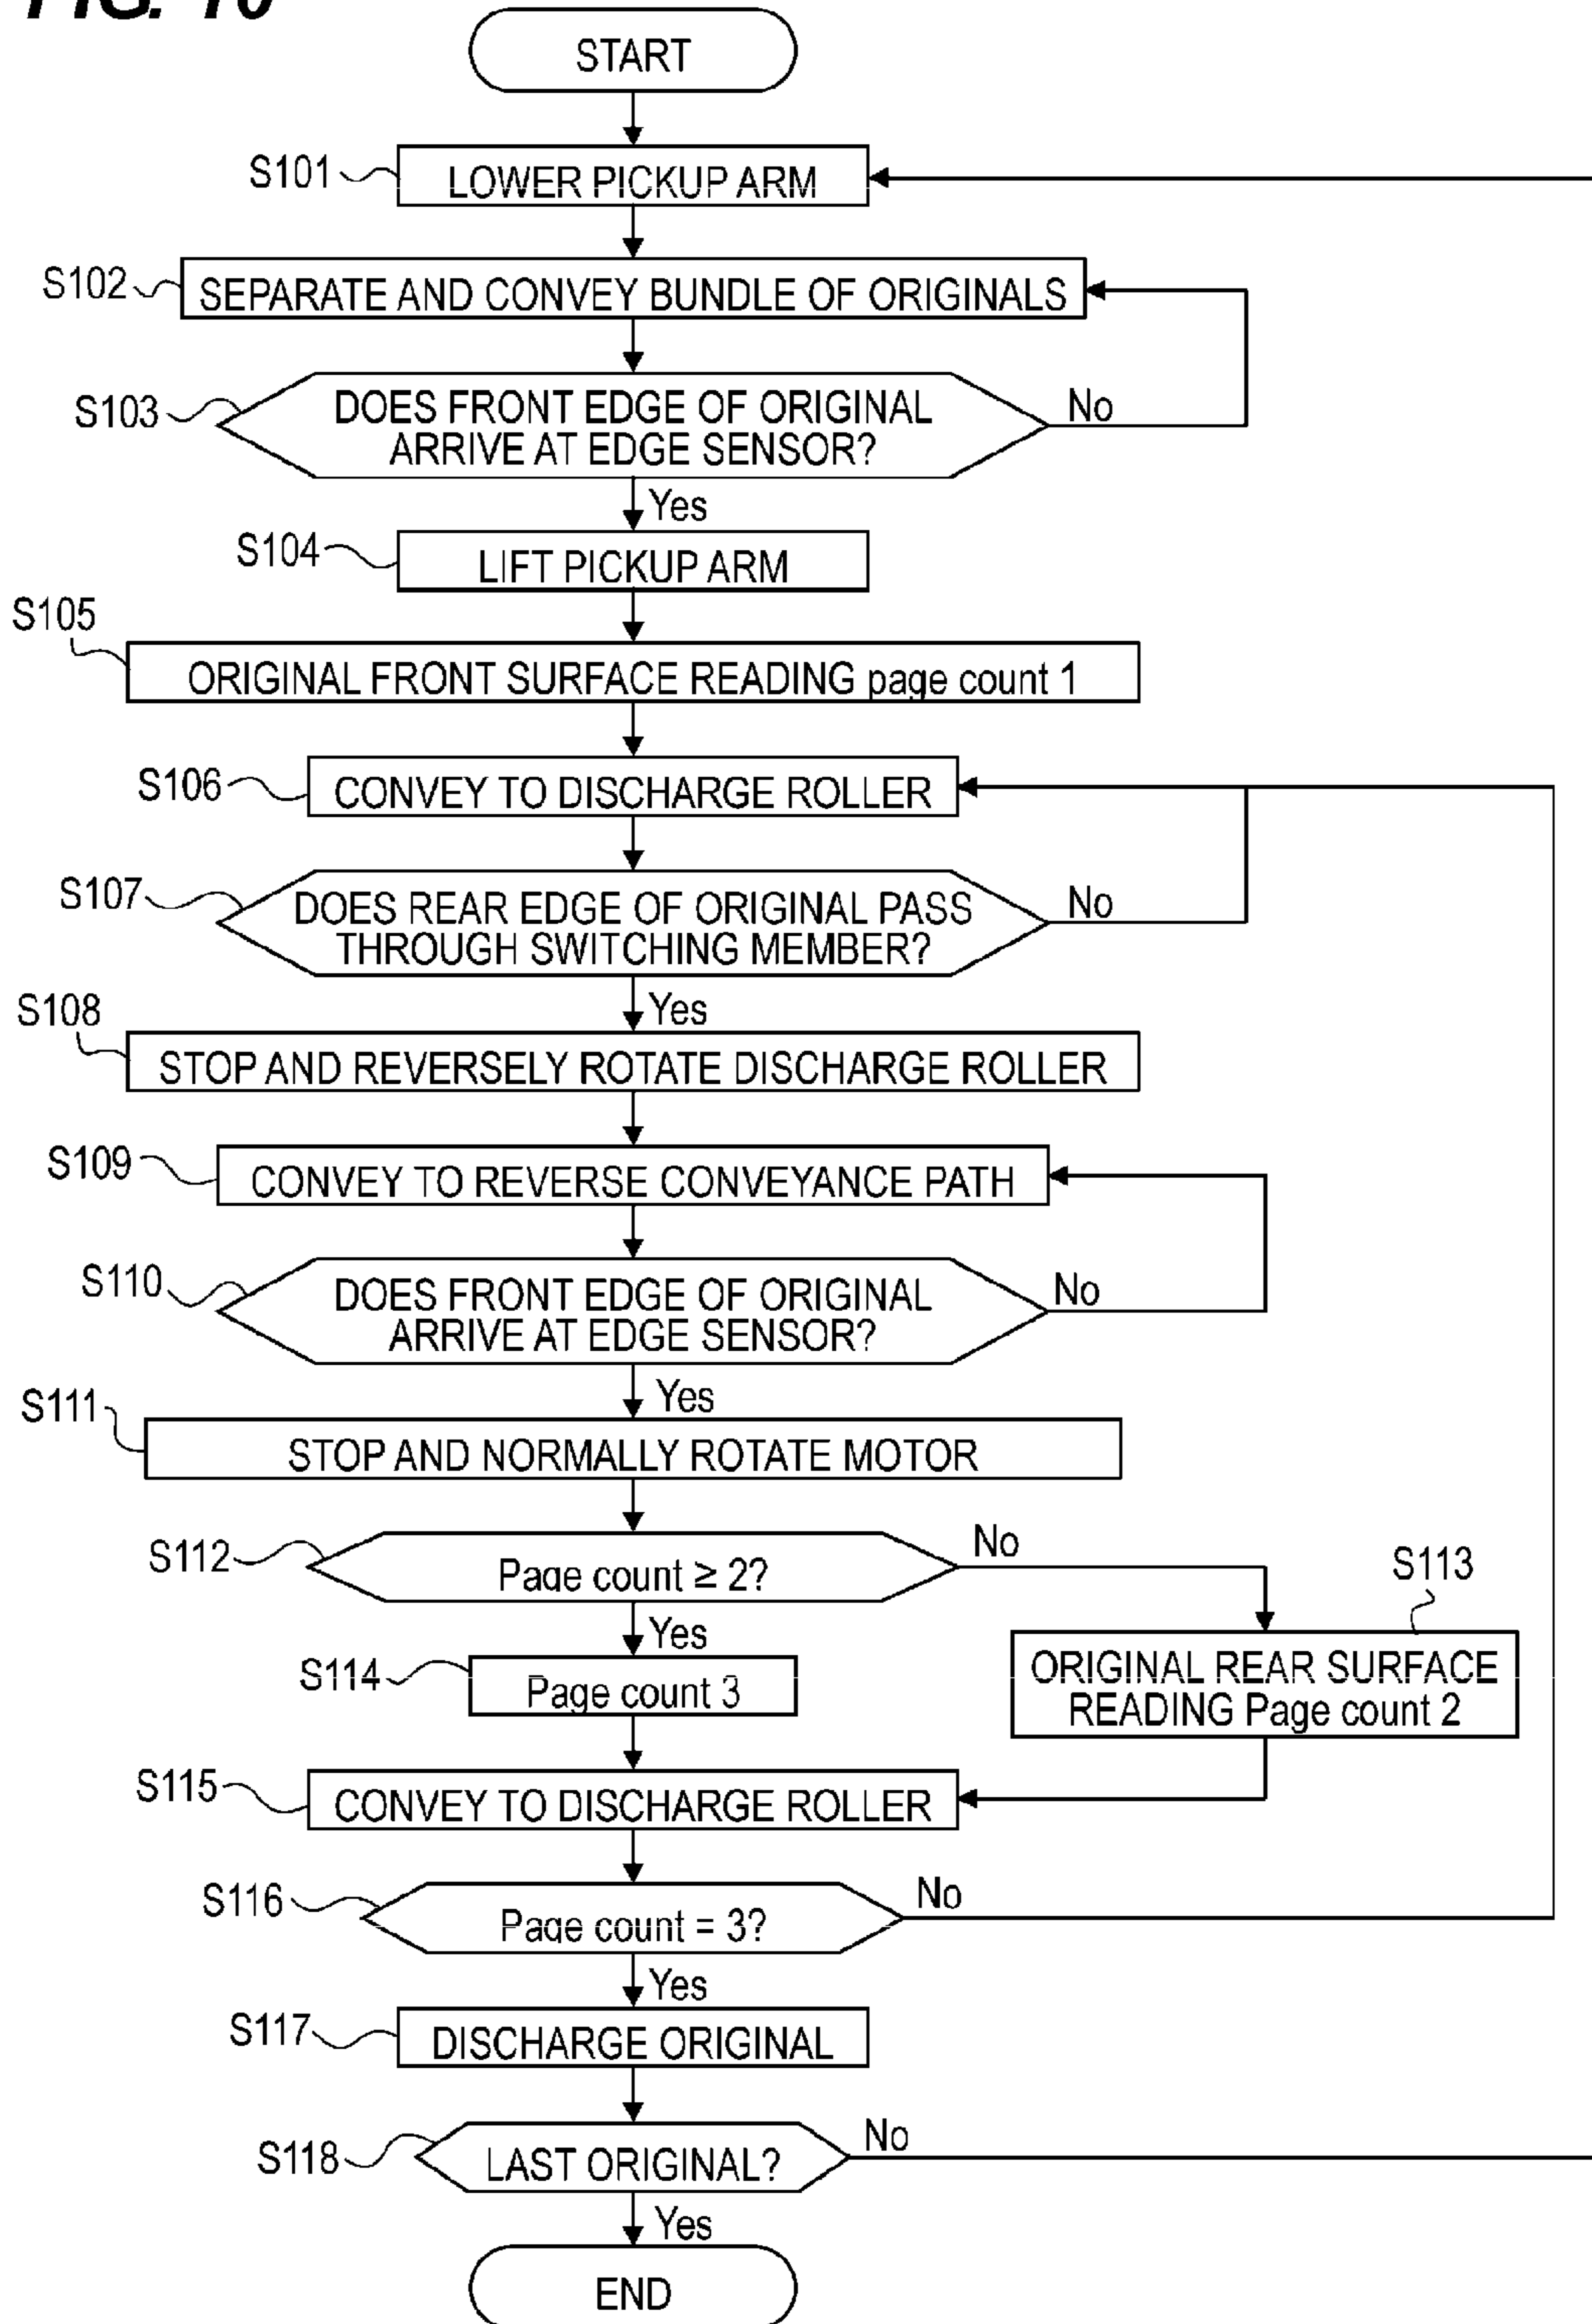 FIG. 10
START
S101
LOWER PICKUP ARM
S102
SEPARATE AND CONVEY BUNDLE OF ORIGINALS
S103
DOES FRONT EDGE OF ORIGINAL
ARRIVE AT EDGE SENSOR?
No
Yes
S104
LIFT PICKUP ARM
S105
ORIGINAL FRONT SURFACE READING page count 1
S106
CONVEY TO DISCHARGE ROLLER
S107
DOES REAR EDGE OF ORIGINAL PASS
THROUGH SWITCHING MEMBER?
No
Yes
S108
STOP AND REVERSELY ROTATE DISCHARGE ROLLER
S109
CONVEY TO REVERSE CONVEYANCE PATH
S110
DOES FRONT EDGE OF ORIGINAL
ARRIVE AT EDGE SENSOR?
No
Yes
S111
STOP AND NORMALLY ROTATE MOTOR
S112
Page count ≥ 2?
No
Yes
S113
ORIGINAL REAR SURFACE
READING Page count 2
S114
Page count 3
S115
CONVEY TO DISCHARGE ROLLER
S116
Page count = 3?
No
Yes
S117
DISCHARGE ORIGINAL
S118
LAST ORIGINAL?
No
Yes
END